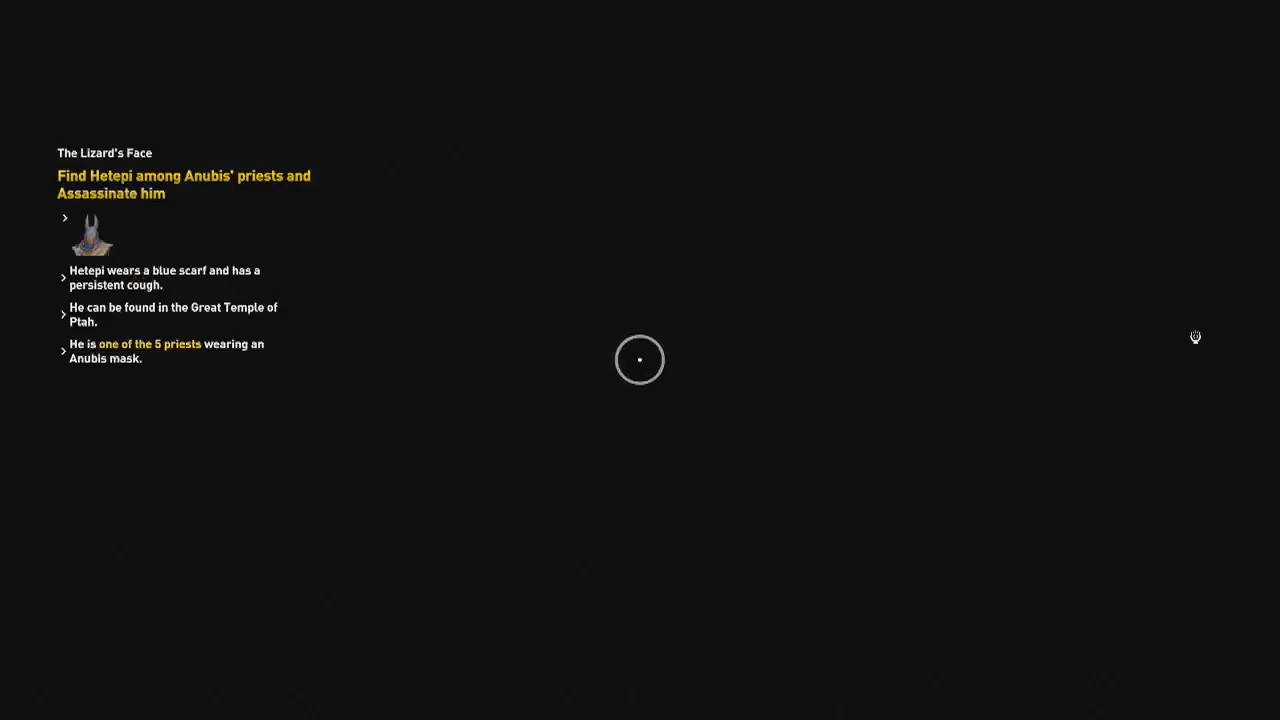 The Lizard's Face
Find Hetepi among Anubis' priests and
Assassinate him
Hetepi wears a blue scarf and has a
persistent cough.
He can be found in the Great Temple of
Ptah.
He is one of the 5 priests wearing an
Anubis mask.